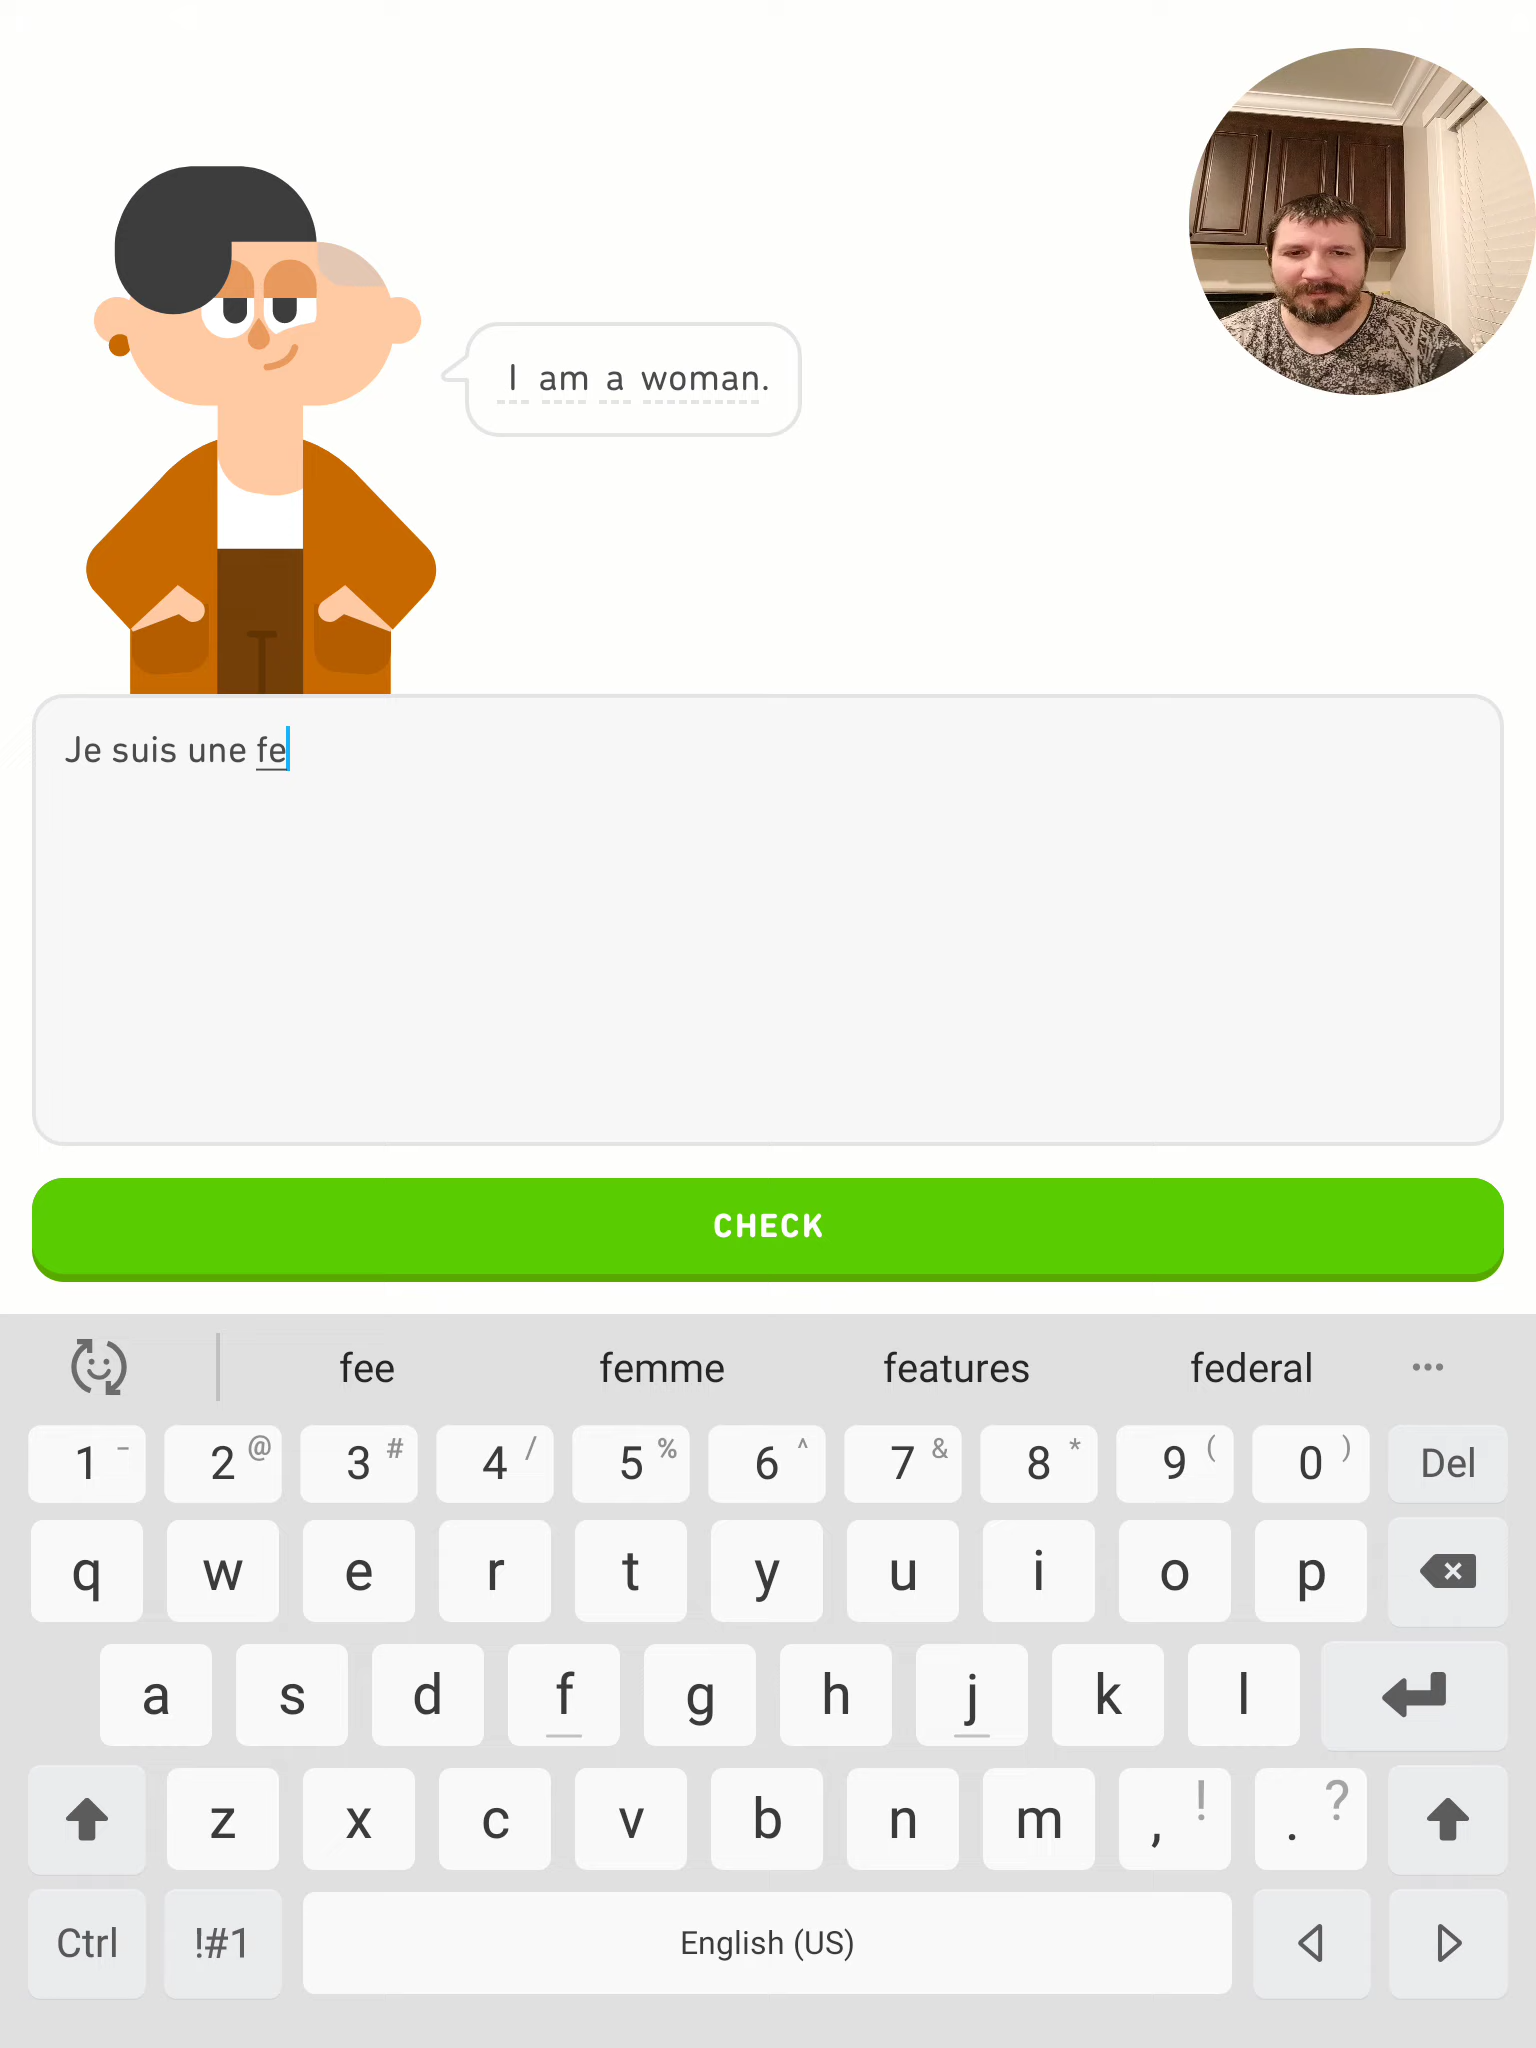 I am a woman.
Je suis une fe
CHECK
fee femme features federal ...
1 - 2 @ 3 # 4 / 5 % 6 ^ 7 & 8 * 9 ( 0 ) Del
q w e r t y u i o p
a s d f g h j k l
z x c v b n m , ! . ?
Ctrl !#1 English (US)